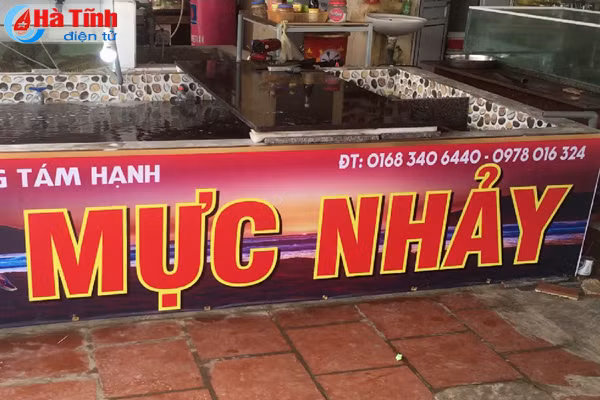 Hà Tĩnh
điện tử
G TÁM HẠNH
ĐT: 0168 340 6440 - 0978 016 324
MỰC NHẢY